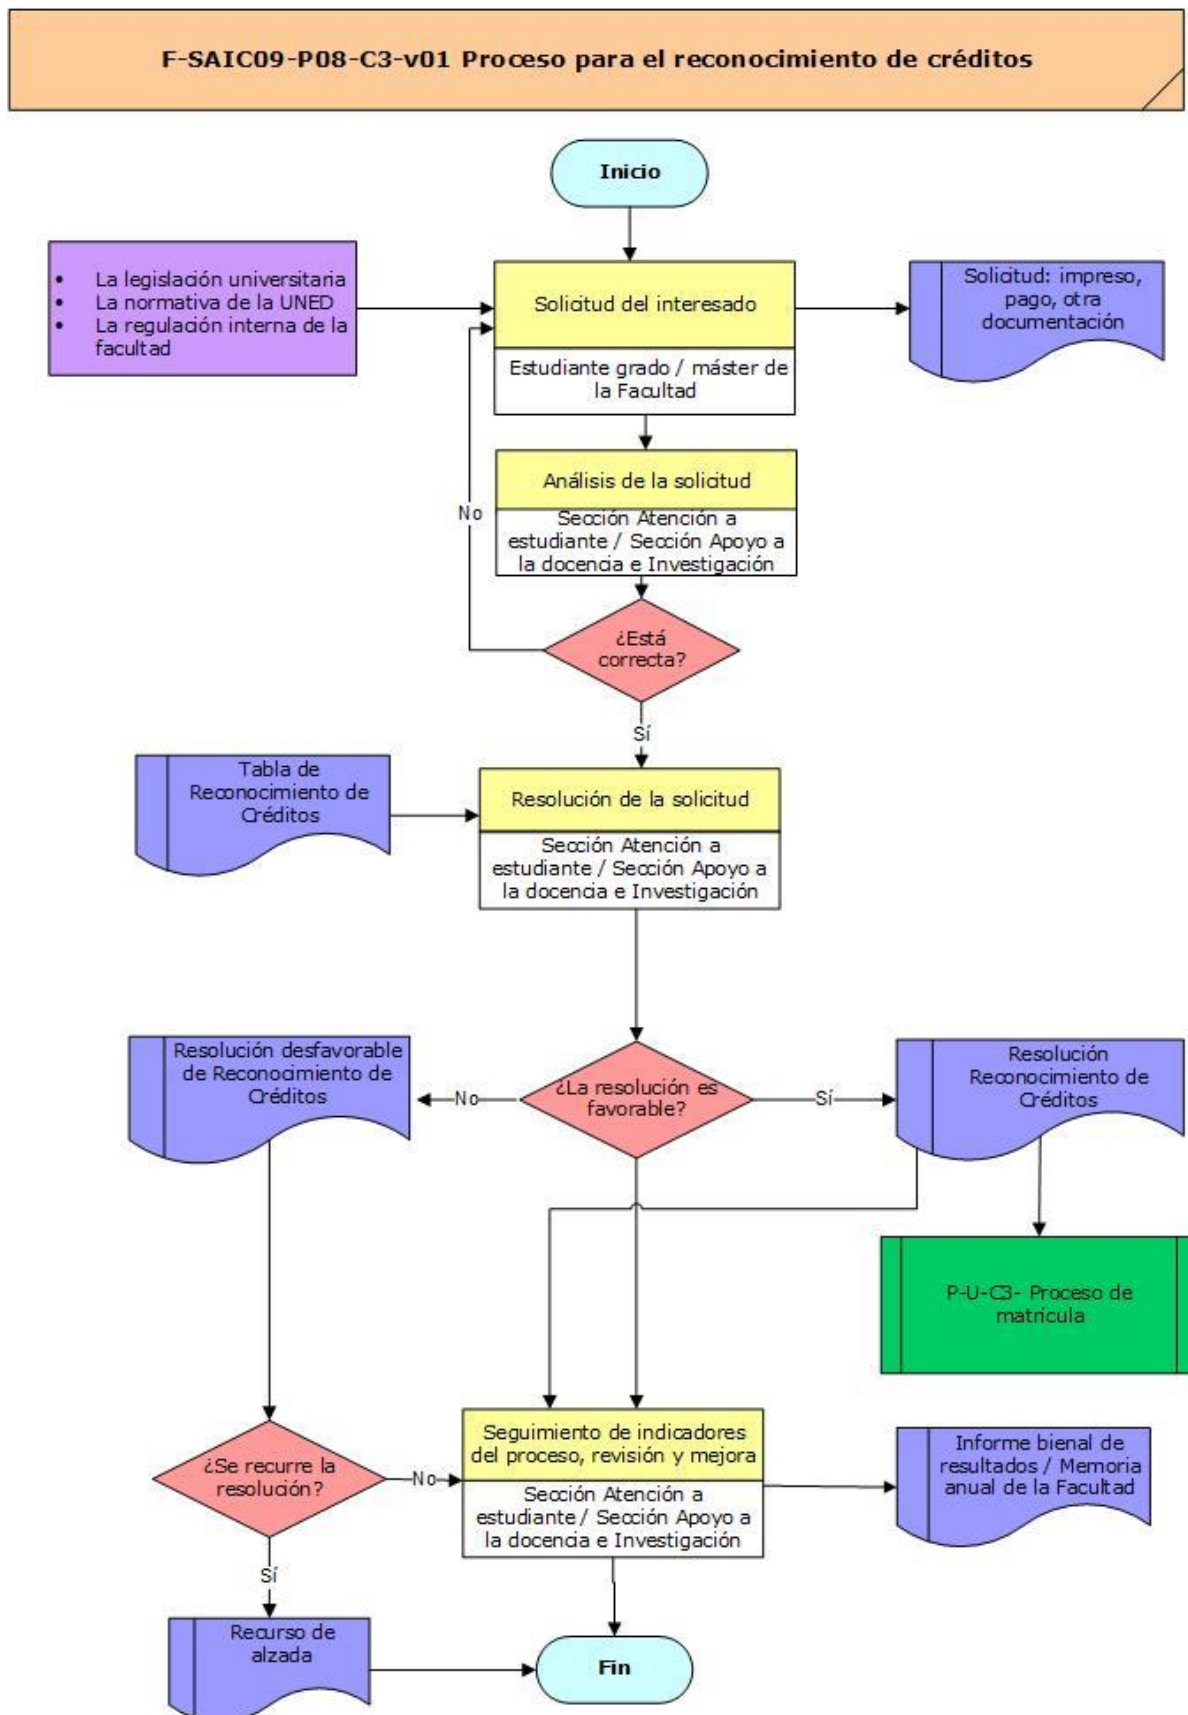 F-SAIC09-P08-C3-v01 Proceso para el reconocimiento de créditos
Inicio
• La legislación universitaria
• La normativa de la UNED
• La regulación interna de la
facultad
Solicitud del interesado
Estudiante grado / máster de
la Facultad
Solicitud: impreso,
pago, otra
documentación
Análisis de la solicitud
Sección Atención a
estudiante / Sección Apoyo a
la docencia e Investigación
No
¿Está
correcta?
Sí
Tabla de
Reconocimiento de
Créditos
Resolución de la solicitud
Sección Atención a
estudiante / Sección Apoyo a
la docencia e Investigación
Resolución desfavorable
de Reconocimiento de
Créditos
No
¿La resolución es
favorable?
Sí
Resolución
Reconocimiento de
Créditos
P-U-C3- Proceso de
matrícula
¿Se recurre la
resolución?
No
Seguimiento de indicadores
del proceso, revisión y mejora
Sección Atención a
estudiante / Sección Apoyo a
la docencia e Investigación
Informe bienal de
resultados / Memoria
anual de la Facultad
Sí
Recurso de
alzada
Fin